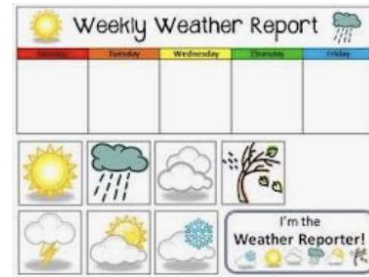 Weekly Weather Report
Monday Tuesday Wednesday Thursday Friday
I'm the
Weather Reporter!